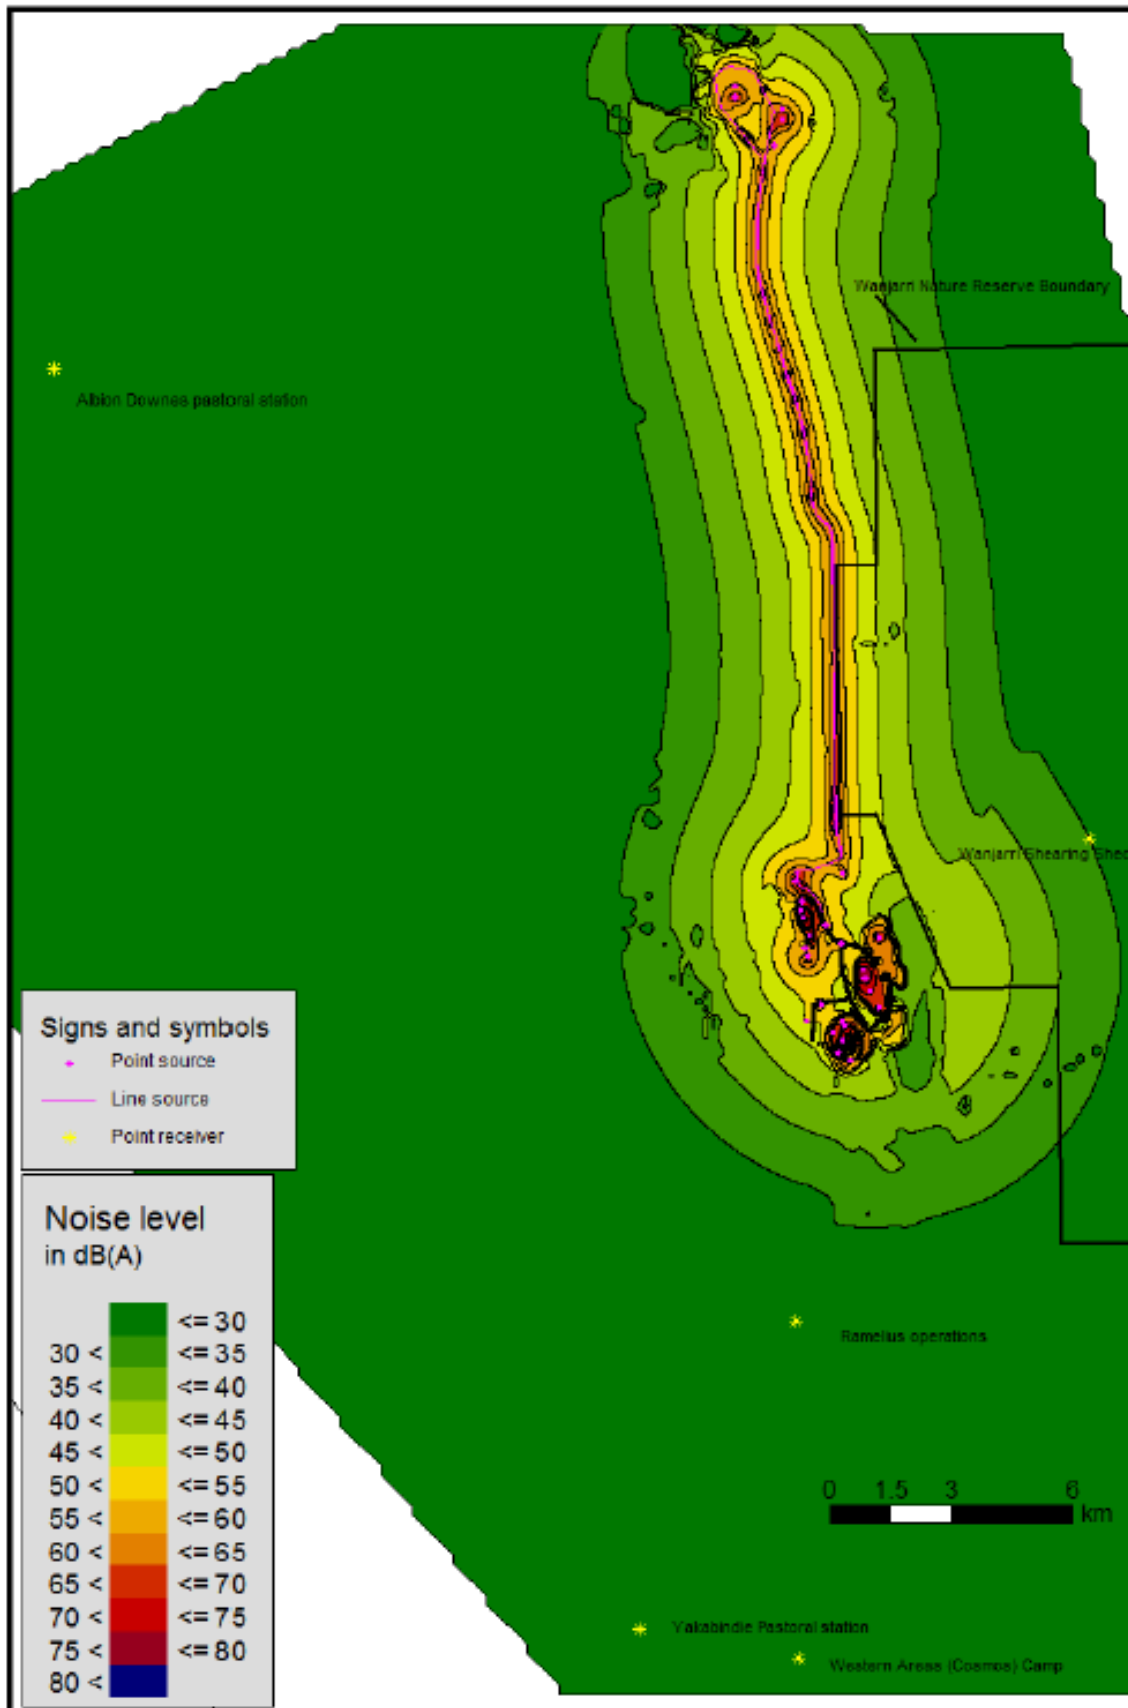 Wanjarri Nature Reserve Boundary
Albion Downes pastoral station
Wanjarri Shearing Shed
Signs and symbols
Point source
Line source
Point receiver
Noise level
in dB(A)
<= 30
30 < <= 35
35 < <= 40
40 < <= 45
45 < <= 50
50 < <= 55
55 < <= 60
60 < <= 65
65 < <= 70
70 < <= 75
75 < <= 80
80 <
Ramelius operations
0 1.5 3 6
km
Yakabindie Pastoral station
Western Areas (Cosmos) Camp